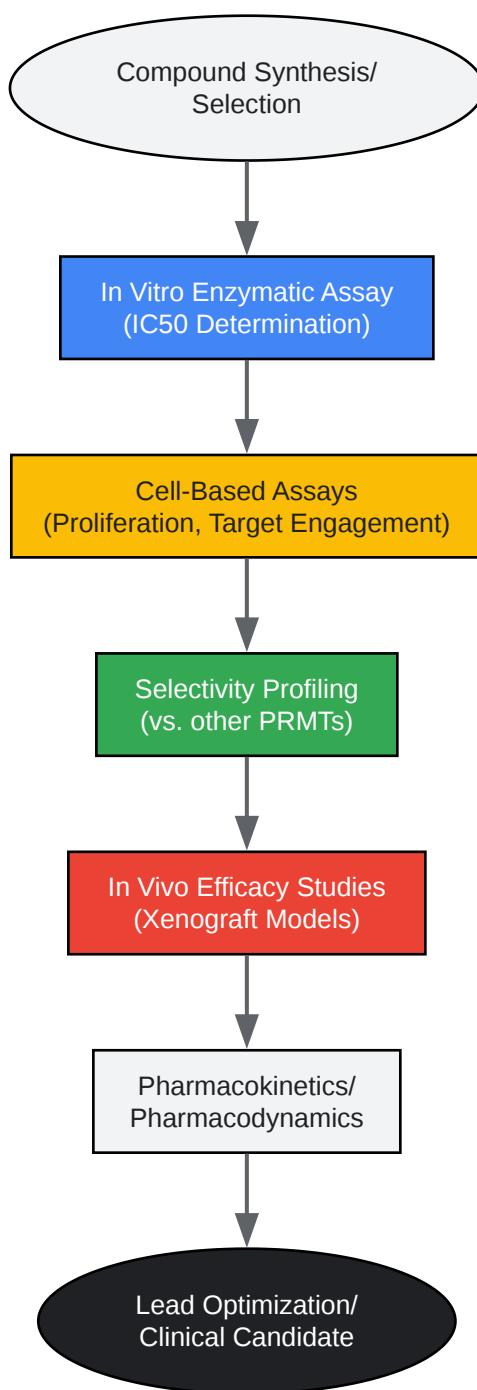 Compound Synthesis/
Selection
In Vitro Enzymatic Assay
(IC50 Determination)
Cell-Based Assays
(Proliferation, Target Engagement)
Selectivity Profiling
(vs. other PRMTs)
In Vivo Efficacy Studies
(Xenograft Models)
Pharmacokinetics/
Pharmacodynamics
Lead Optimization/
Clinical Candidate